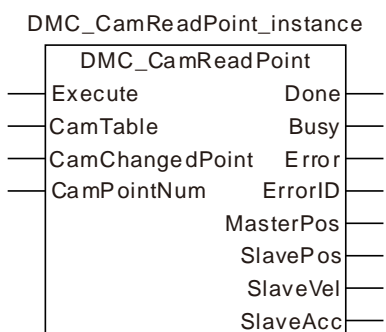 DMC_CamReadPoint_instance
DMC_CamReadPoint
Execute Done
CamTable Busy
CamChangedPoint Error
CamPointNum ErrorID
MasterPos
SlavePos
SlaveVel
SlaveAcc